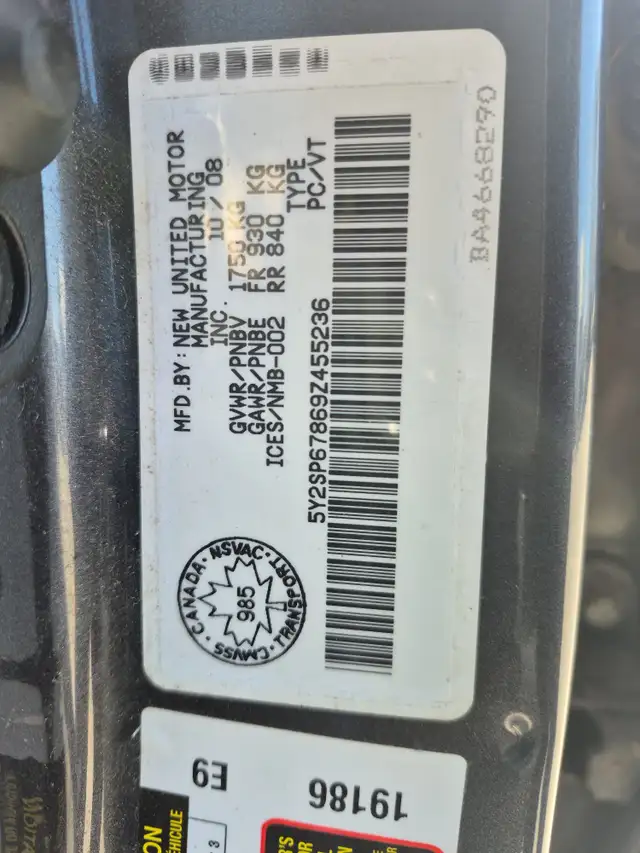 MFD.BY: NEW UNITED MOTOR
MANUFACTURING
INC. 10 / 08
GVWR/PNBV 1750 KG
GAWR/PNBE FR 930 KG
ICES/NMB-002 RR 840 KG
TYPE
5Y2SP67869Z455236 PC/VT
BA4668290
CANADA · NSVAC · TRANSPORT · CMVSS
985
E9
19186